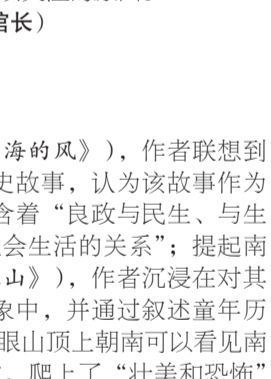 馆长）
海的风》），作者联想到
史故事，认为该故事作为
含着“良政与民生、与生
会生活的关系”；提起南
山》），作者沉浸在对其
象中，并通过叙述童年历
眼山顶上朝南可以看见南
爬上了“壮美和恐怖”